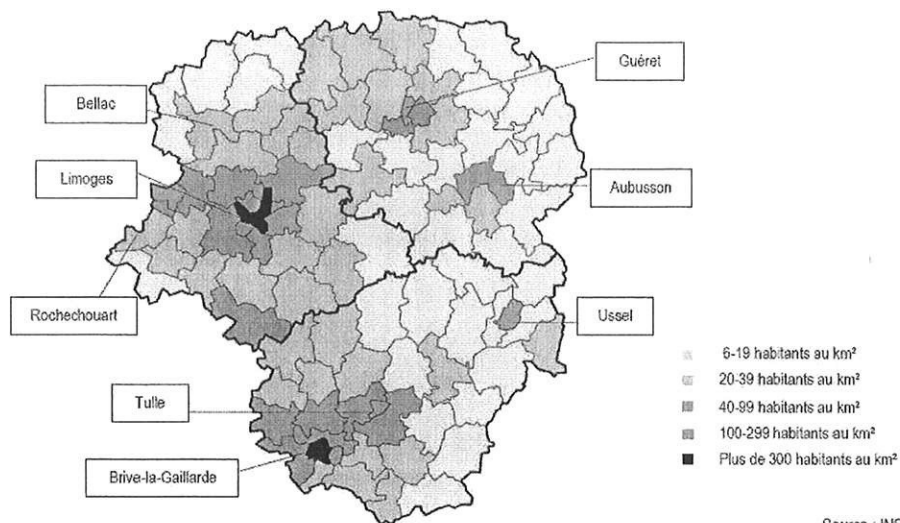 Guéret
Bellac
Limoges
Aubusson
Rochechouart
Ussel
6-19 habitants au km²
20-39 habitants au km²
Tulle
40-99 habitants au km²
100-299 habitants au km²
Plus de 300 habitants au km²
Brive-la-Gaillarde